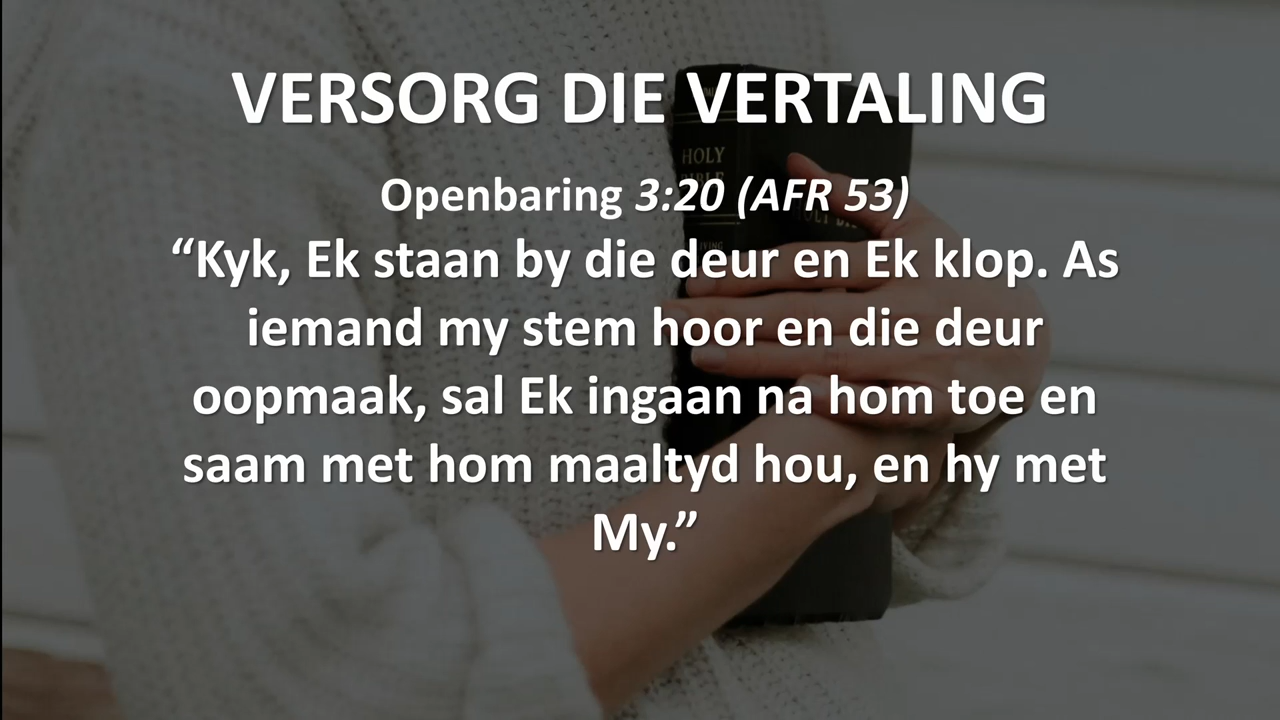 VERSORG DIE VERTALING
Openbaring 3:20 (AFR 53)
“Kyk, Ek staan by die deur en Ek klop. As
iemand my stem hoor en die deur
oopmaak, sal Ek ingaan na hom toe en
saam met hom maaltyd hou, en hy met
My.”
HOLY
BIBLE